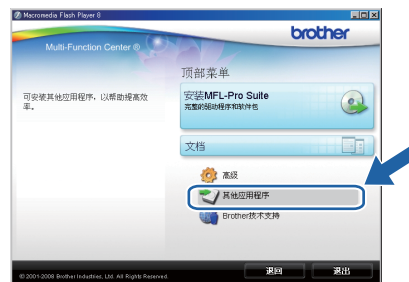 Macromedia Flash Player 8
brother
Multi-Function Center ®
顶部菜单
可安装其他应用程序，以帮助提高效
率。
安装MFL-Pro Suite
完整的驱动程序和软件包
文档
高级
其他应用程序
Brother技术支持
© 2001-2008 Brother Industries, Ltd. All Rights Reserved.
退回
退出